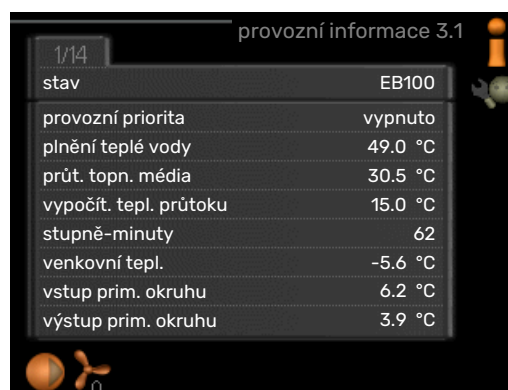 provozní informace 3.1
1/14
stav EB100
provozní priorita vypnuto
plnění teplé vody 49.0 °C
průt. topn. média 30.5 °C
vypočít. tepl. průtoku 15.0 °C
stupně-minuty 62
venkovní tepl. -5.6 °C
vstup prim. okruhu 6.2 °C
výstup prim. okruhu 3.9 °C
0